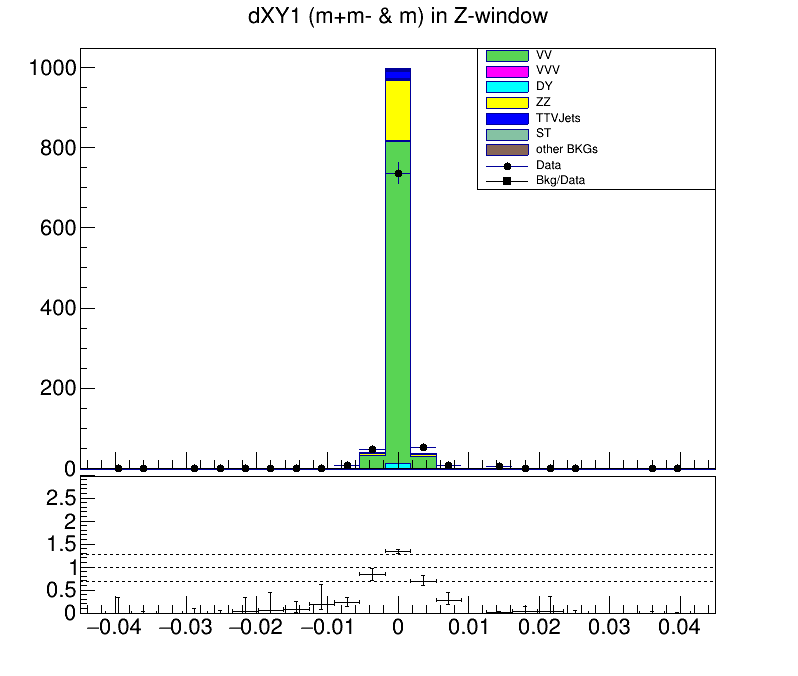 dXY1 (m+m- & m) in Z-window
1000
800
600
400
200
0
VV
VVV
DY
ZZ
TTVJets
ST
other BKGs
Data
Bkg/Data
2.5
2
1.5
1
0.5
0
−0.04 −0.03 −0.02 −0.01 0 0.01 0.02 0.03 0.04